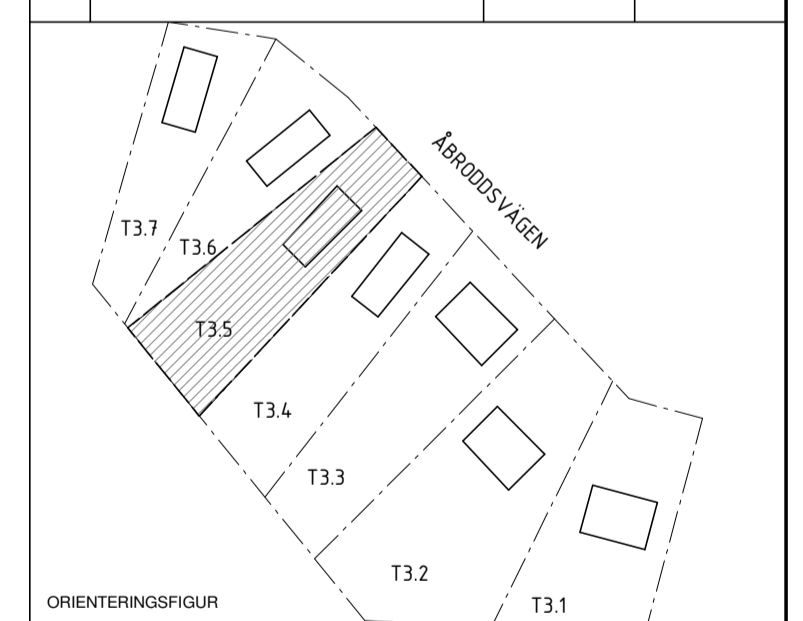 ÅBRODDSVÄGEN
T3.7
T3.6
T3.5
T3.4
T3.3
T3.2
T3.1
ORIENTERINGSFIGUR